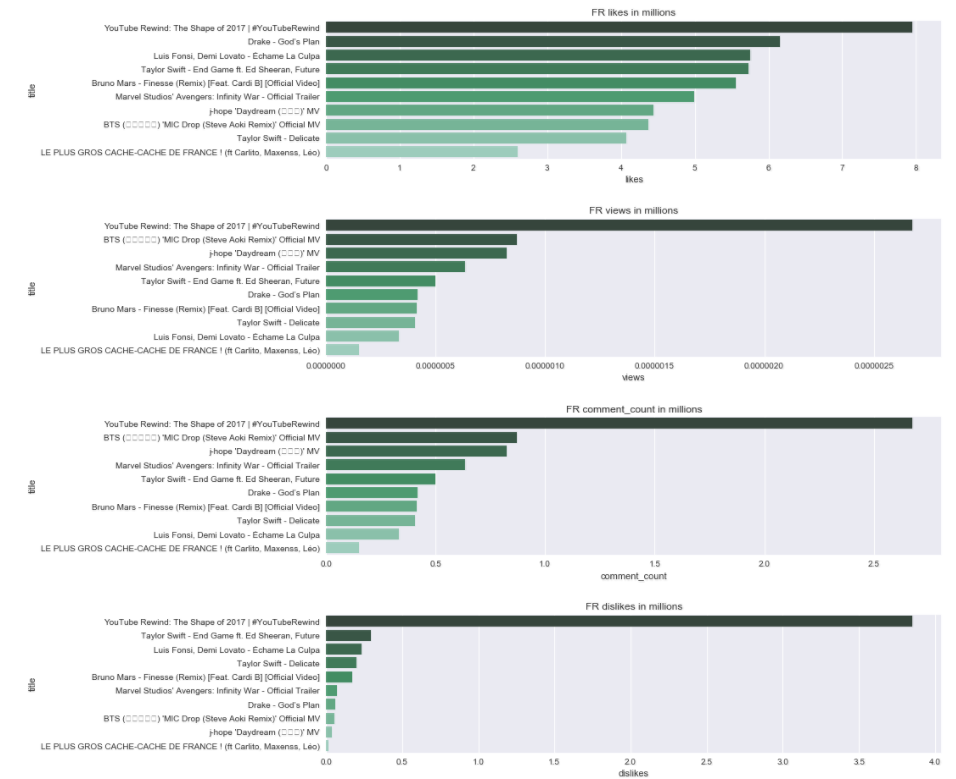 FR likes in millions
YouTube Rewind: The Shape of 2017 | #YouTubeRewind
Drake - God's Plan
Luis Fonsi, Demi Lovato - Échame La Culpa
Taylor Swift - End Game ft. Ed Sheeran, Future
Bruno Mars - Finesse (Remix) [Feat. Cardi B] [Official Video]
Marvel Studios' Avengers: Infinity War - Official Trailer
j-hope 'Daydream (□□□)' MV
BTS (□□□□□) 'MIC Drop (Steve Aoki Remix)' Official MV
Taylor Swift - Delicate
LE PLUS GROS CACHE-CACHE DE FRANCE ! (ft Carlito, Maxenss, Léo)
title
0 1 2 3 4 5 6 7 8
likes
FR views in millions
YouTube Rewind: The Shape of 2017 | #YouTubeRewind
BTS (□□□□□) 'MIC Drop (Steve Aoki Remix)' Official MV
j-hope 'Daydream (□□□)' MV
Marvel Studios' Avengers: Infinity War - Official Trailer
Taylor Swift - End Game ft. Ed Sheeran, Future
Drake - God's Plan
Bruno Mars - Finesse (Remix) [Feat. Cardi B] [Official Video]
Taylor Swift - Delicate
Luis Fonsi, Demi Lovato - Échame La Culpa
LE PLUS GROS CACHE-CACHE DE FRANCE ! (ft Carlito, Maxenss, Léo)
title
0.0000000 0.0000005 0.0000010 0.0000015 0.0000020 0.0000025
views
FR comment_count in millions
YouTube Rewind: The Shape of 2017 | #YouTubeRewind
BTS (□□□□□) 'MIC Drop (Steve Aoki Remix)' Official MV
j-hope 'Daydream (□□□)' MV
Marvel Studios' Avengers: Infinity War - Official Trailer
Taylor Swift - End Game ft. Ed Sheeran, Future
Drake - God's Plan
Bruno Mars - Finesse (Remix) [Feat. Cardi B] [Official Video]
Taylor Swift - Delicate
Luis Fonsi, Demi Lovato - Échame La Culpa
LE PLUS GROS CACHE-CACHE DE FRANCE ! (ft Carlito, Maxenss, Léo)
title
0.0 0.5 1.0 1.5 2.0 2.5
comment_count
FR dislikes in millions
YouTube Rewind: The Shape of 2017 | #YouTubeRewind
Taylor Swift - End Game ft. Ed Sheeran, Future
Luis Fonsi, Demi Lovato - Échame La Culpa
Taylor Swift - Delicate
Bruno Mars - Finesse (Remix) [Feat. Cardi B] [Official Video]
Marvel Studios' Avengers: Infinity War - Official Trailer
Drake - God's Plan
BTS (□□□□□) 'MIC Drop (Steve Aoki Remix)' Official MV
j-hope 'Daydream (□□□)' MV
LE PLUS GROS CACHE-CACHE DE FRANCE ! (ft Carlito, Maxenss, Léo)
title
0.0 0.5 1.0 1.5 2.0 2.5 3.0 3.5 4.0
dislikes